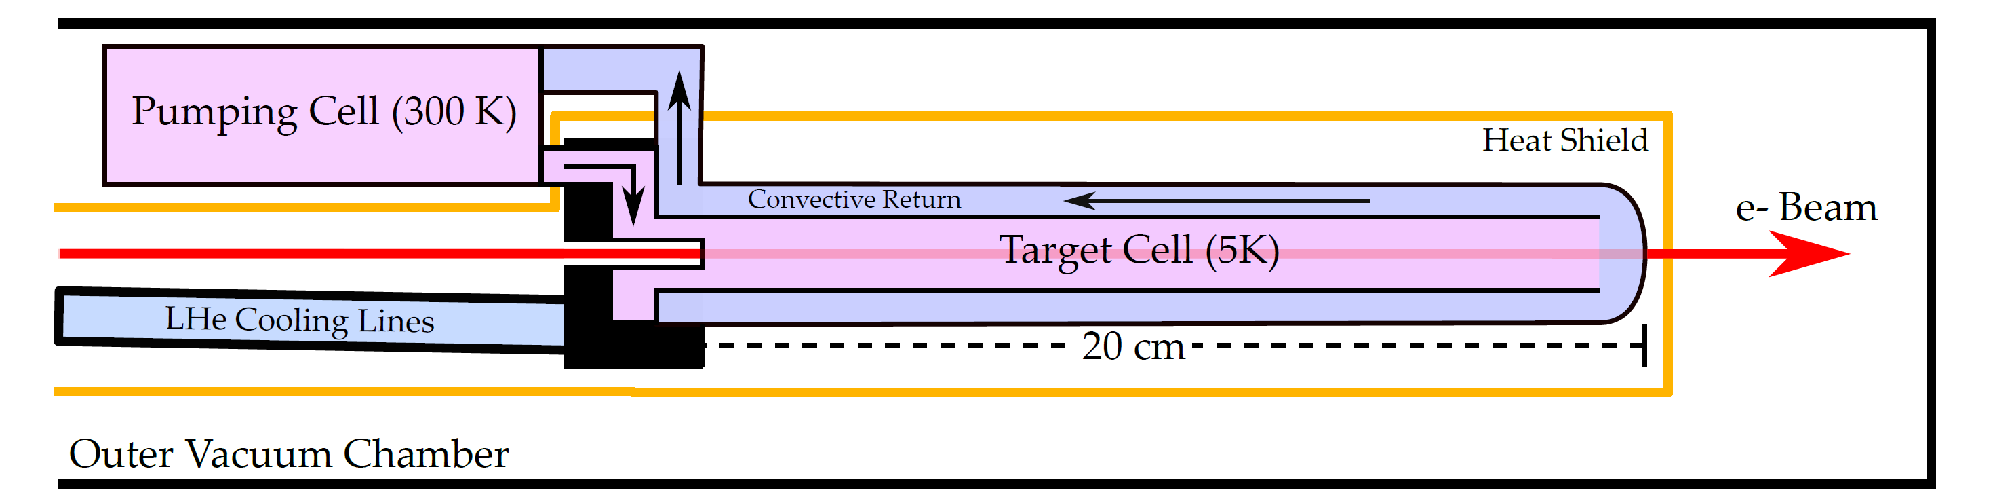 Pumping Cell (300 K)
Heat Shield
Convective Return
e- Beam
Target Cell (5K)
LHe Cooling Lines
20 cm
Outer Vacuum Chamber